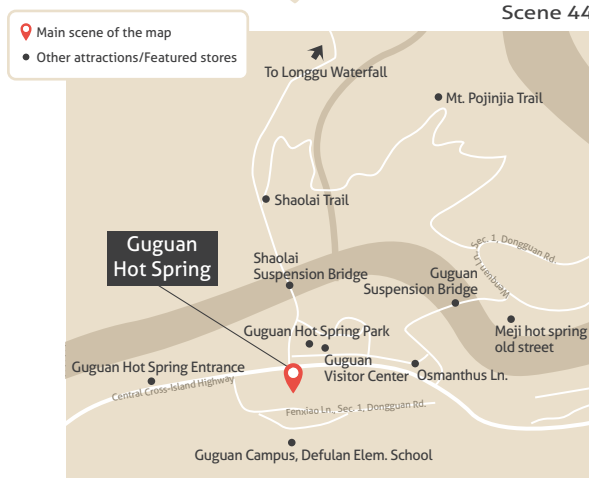 Scene 44
Main scene of the map
Other attractions/Featured stores
To Longgu Waterfall
Mt. Pojinjia Trail
Shaolai Trail
Guguan
Hot Spring
Shaolai
Suspension Bridge
Sec. 1, Dongguan Rd.
Wenquan Ln.
Guguan
Suspension Bridge
Meji hot spring
old street
Guguan Hot Spring Park
Guguan
Visitor Center
Osmanthus Ln.
Guguan Hot Spring Entrance
Central Cross-Island Highway
Fenxiao Ln., Sec. 1, Dongguan Rd.
Guguan Campus, Defulan Elem. School